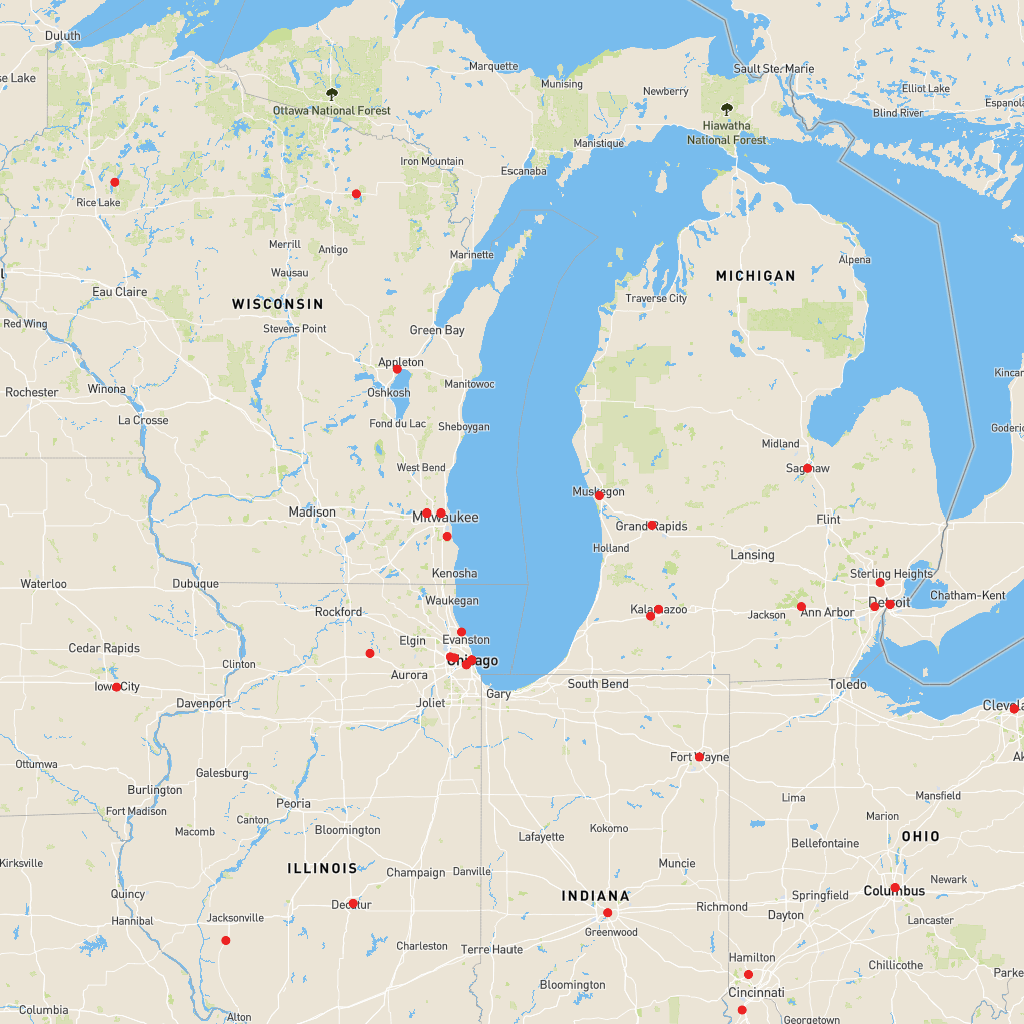 Duluth
Marquette
Sault Ste. Marie
se Lake
Munising
Newberry
Elliot Lake
Espanola
Ottawa National Forest
Blind River
Hiawatha
National Forest
Manistique
Iron Mountain
Escanaba
Rice Lake
Merrill
Antigo
Marinette
Alpena
Wausau
l
MICHIGAN
Eau Claire
WISCONSIN
Traverse City
Red Wing
Stevens Point
Green Bay
Appleton
Kincar
Rochester
Winona
Oshkosh
Manitowoc
La Crosse
Fond du Lac
Sheboygan
Goderic
Midland
West Bend
Saginaw
Muskegon
Madison
Milwaukee
Grand Rapids
Flint
Holland
Lansing
Waterloo
Dubuque
Kenosha
Sterling Heights
Waukegan
Detroit
Chatham-Kent
Rockford
Kalamazoo
Jackson
Ann Arbor
Elgin
Evanston
Cedar Rapids
Chicago
Clinton
Aurora
Iowa City
South Bend
Toledo
Davenport
Joliet
Gary
Clevela
Ottumwa
Fort Wayne
Ak
Galesburg
Burlington
Peoria
Lima
Mansfield
Fort Madison
Canton
Marion
Macomb
Bloomington
Lafayette
Kokomo
OHIO
Bellefontaine
Kirksville
ILLINOIS
Champaign
Danville
Muncie
Newark
Quincy
INDIANA
Springfield
Columbus
Decatur
Richmond
Hannibal
Jacksonville
Dayton
Lancaster
Greenwood
Charleston
Terre Haute
Hamilton
Chillicothe
Parke
Bloomington
Cincinnati
Columbia
Alton
Georgetown